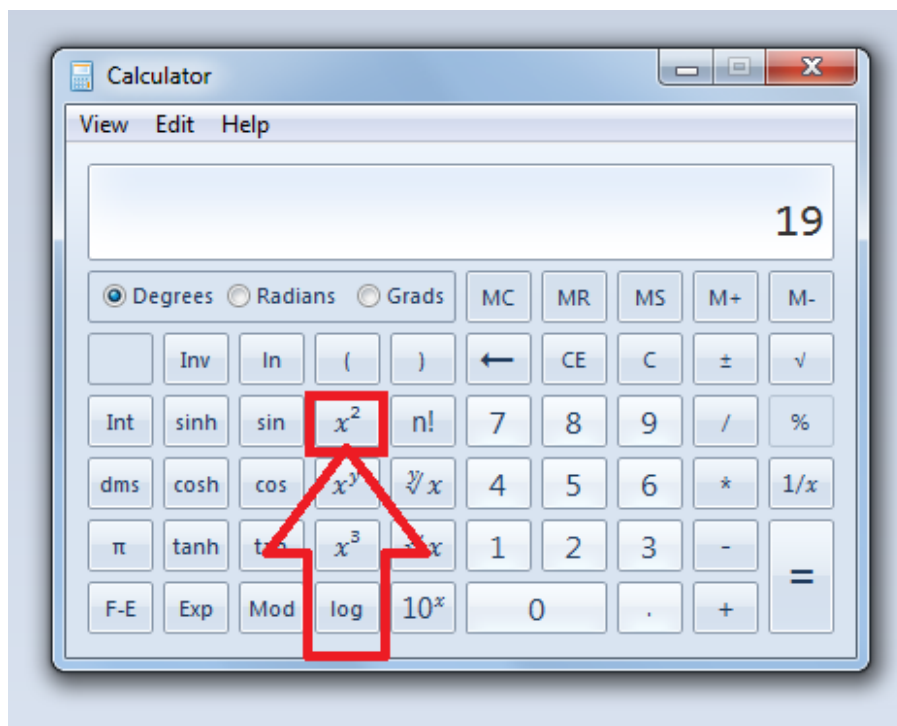 Calculator
View Edit Help
19
Degrees Radians Grads MC MR MS M+ M-
Inv ln ( ) ← CE C ± √
Int sinh sin x² n! 7 8 9 / %
dms cosh cos xʸ ʸ√x 4 5 6 * 1/x
π tanh x³ 1 2 3 - =
F-E Exp Mod log 10ˣ 0 . +